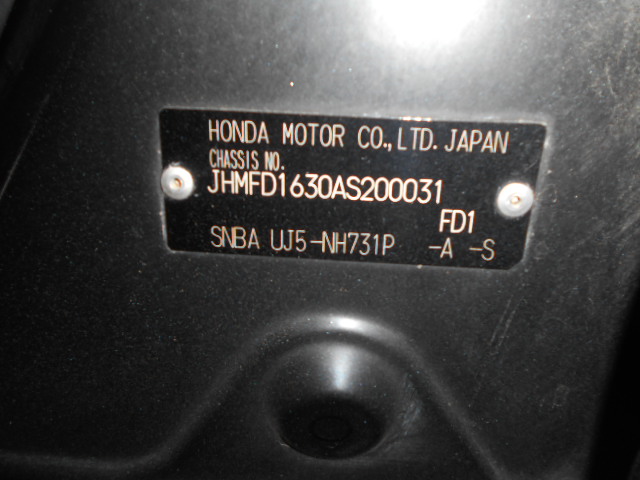 HONDA MOTOR CO.,LTD. JAPAN
CHASSIS NO.
JHMFD1630AS200031
FD1
SNBA UJ5-NH731P -A -S